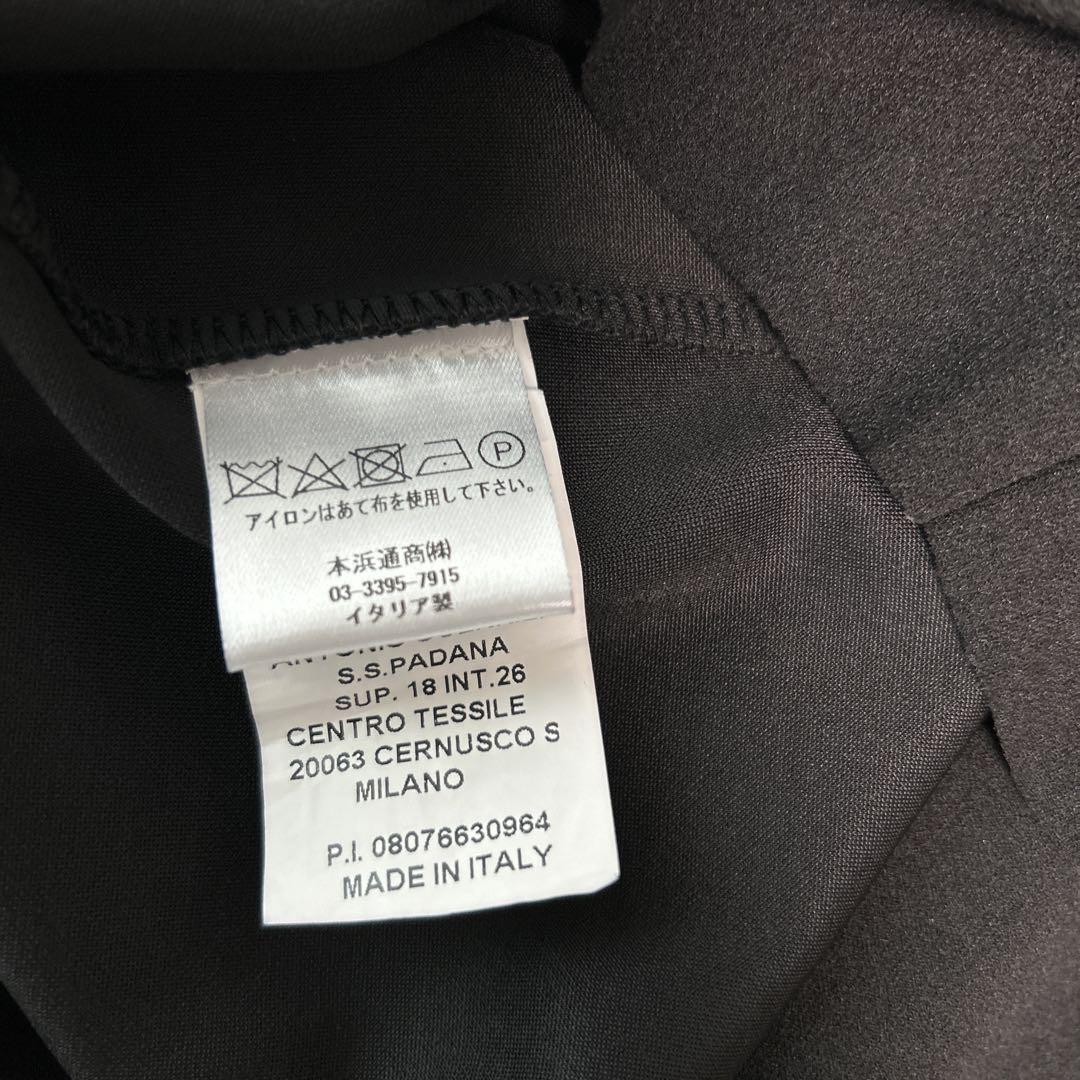 P
アイロンはあて布を使用して下さい。
本浜通商㈱
03-3395-7915
イタリア製
S.S.PADANA
SUP. 18 INT.26
CENTRO TESSILE
20063 CERNUSCO S
MILANO
P.I. 08076630964
MADE IN ITALY